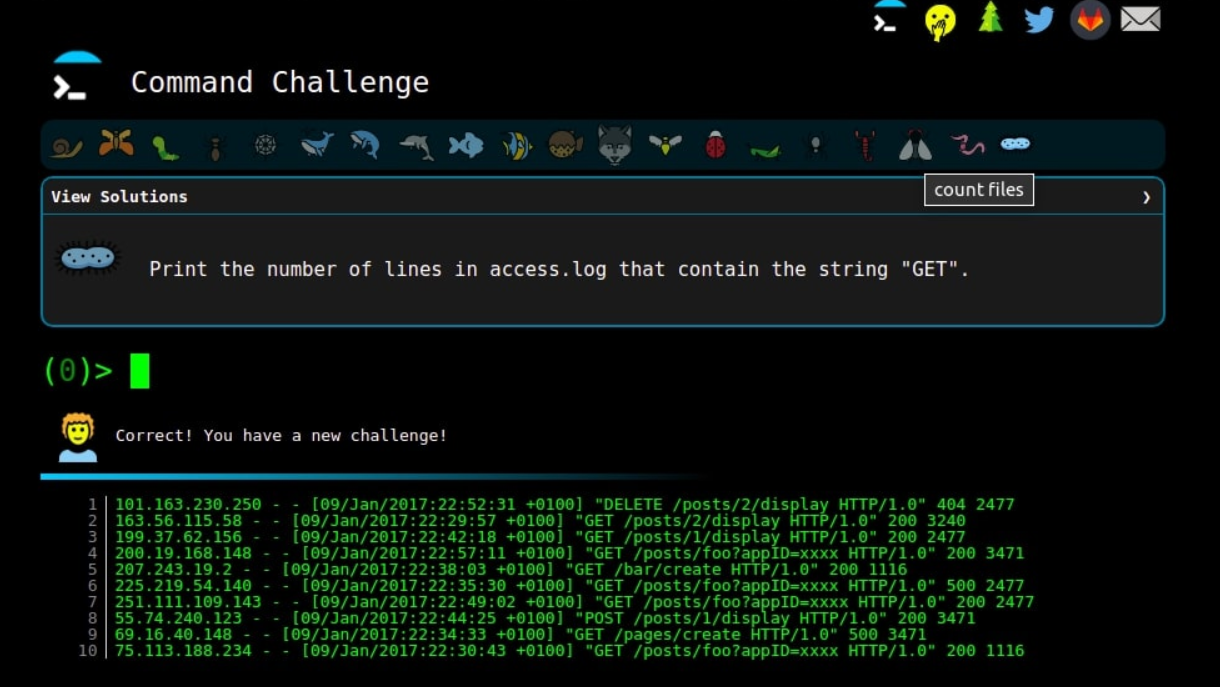 Command Challenge
View Solutions
count files
Print the number of lines in access.log that contain the string "GET".
(0)>
Correct! You have a new challenge!
1 101.163.230.250 - - [09/Jan/2017:22:52:31 +0100] "DELETE /posts/2/display HTTP/1.0" 404 2477
2 163.56.115.58 - - [09/Jan/2017:22:29:57 +0100] "GET /posts/2/display HTTP/1.0" 200 3240
3 199.37.62.156 - - [09/Jan/2017:22:42:18 +0100] "GET /posts/1/display HTTP/1.0" 200 2477
4 200.19.168.148 - - [09/Jan/2017:22:57:11 +0100] "GET /posts/foo?appID=xxxx HTTP/1.0" 200 3471
5 207.243.19.2 - - [09/Jan/2017:22:38:03 +0100] "GET /bar/create HTTP/1.0" 200 1116
6 225.219.54.140 - - [09/Jan/2017:22:35:30 +0100] "GET /posts/foo?appID=xxxx HTTP/1.0" 500 2477
7 251.111.109.143 - - [09/Jan/2017:22:49:02 +0100] "GET /posts/foo?appID=xxxx HTTP/1.0" 200 2477
8 55.74.240.123 - - [09/Jan/2017:22:44:25 +0100] "POST /posts/1/display HTTP/1.0" 200 3471
9 69.16.40.148 - - [09/Jan/2017:22:34:33 +0100] "GET /pages/create HTTP/1.0" 500 3471
10 75.113.188.234 - - [09/Jan/2017:22:30:43 +0100] "GET /posts/foo?appID=xxxx HTTP/1.0" 200 1116